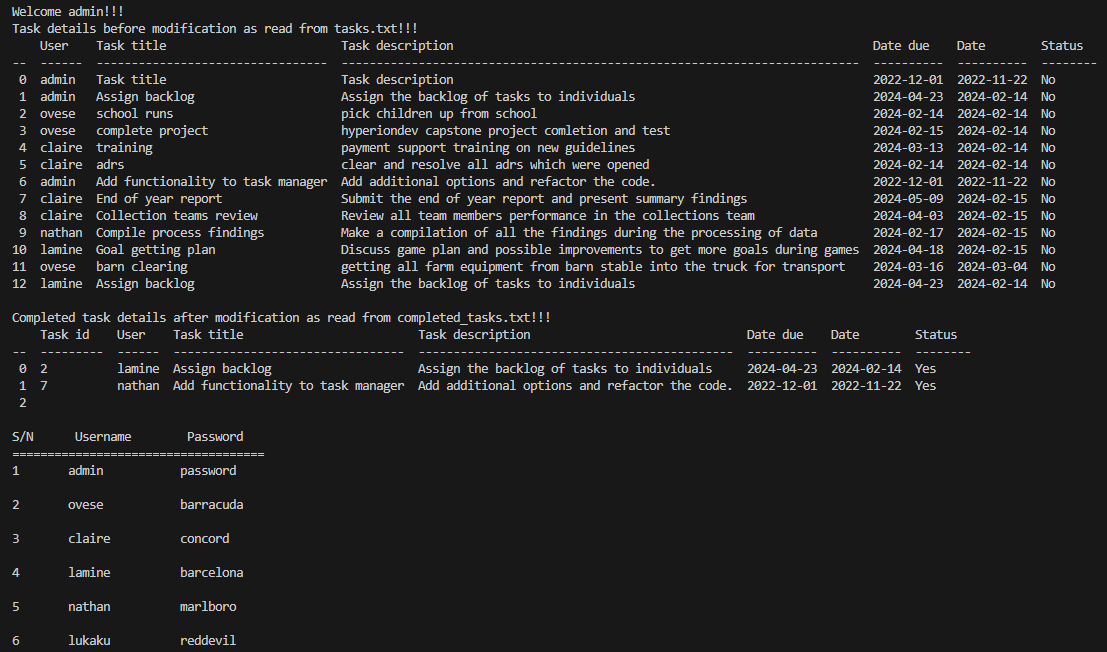 Welcome admin!!!
Task details before modification as read from tasks.txt!!!
    User    Task title                         Task description                                                            Date due    Date        Status
--  ------  ---------------------------------  --------------------------------------------------------------------------  ----------  ----------  --------
 0  admin   Task title                         Task description                                                            2022-12-01  2022-11-22  No
 1  admin   Assign backlog                     Assign the backlog of tasks to individuals                                  2024-04-23  2024-02-14  No
 2  ovese   school runs                        pick children up from school                                                2024-02-14  2024-02-14  No
 3  ovese   complete project                   hyperiondev capstone project comletion and test                             2024-02-15  2024-02-14  No
 4  claire  training                           payment support training on new guidelines                                  2024-03-13  2024-02-14  No
 5  claire  adrs                               clear and resolve all adrs which were opened                                2024-02-14  2024-02-14  No
 6  admin   Add functionality to task manager  Add additional options and refactor the code.                               2022-12-01  2022-11-22  No
 7  claire  End of year report                 Submit the end of year report and present summary findings                  2024-05-09  2024-02-15  No
 8  claire  Collection teams review            Review all team members performance in the collections team                 2024-04-03  2024-02-15  No
 9  nathan  Compile process findings           Make a compilation of all the findings during the processing of data        2024-02-17  2024-02-15  No
10  lamine  Goal getting plan                  Discuss game plan and possible improvements to get more goals during games  2024-04-18  2024-02-15  No
11  ovese   barn clearing                      getting all farm equipment from barn stable into the truck for transport    2024-03-16  2024-03-04  No
12  lamine  Assign backlog                     Assign the backlog of tasks to individuals                                  2024-04-23  2024-02-14  No
Completed task details after modification as read from completed_tasks.txt!!!
    Task id    User    Task title                         Task description                               Date due    Date        Status
--  ---------  ------  ---------------------------------  ---------------------------------------------  ----------  ----------  --------
 0  2          lamine  Assign backlog                     Assign the backlog of tasks to individuals     2024-04-23  2024-02-14  Yes
 1  7          nathan  Add functionality to task manager  Add additional options and refactor the code.  2022-12-01  2022-11-22  Yes
 2
S/N      Username        Password
====================================
1       admin           password
2       ovese           barracuda
3       claire          concord
4       lamine          barcelona
5       nathan          marlboro
6       lukaku          reddevil